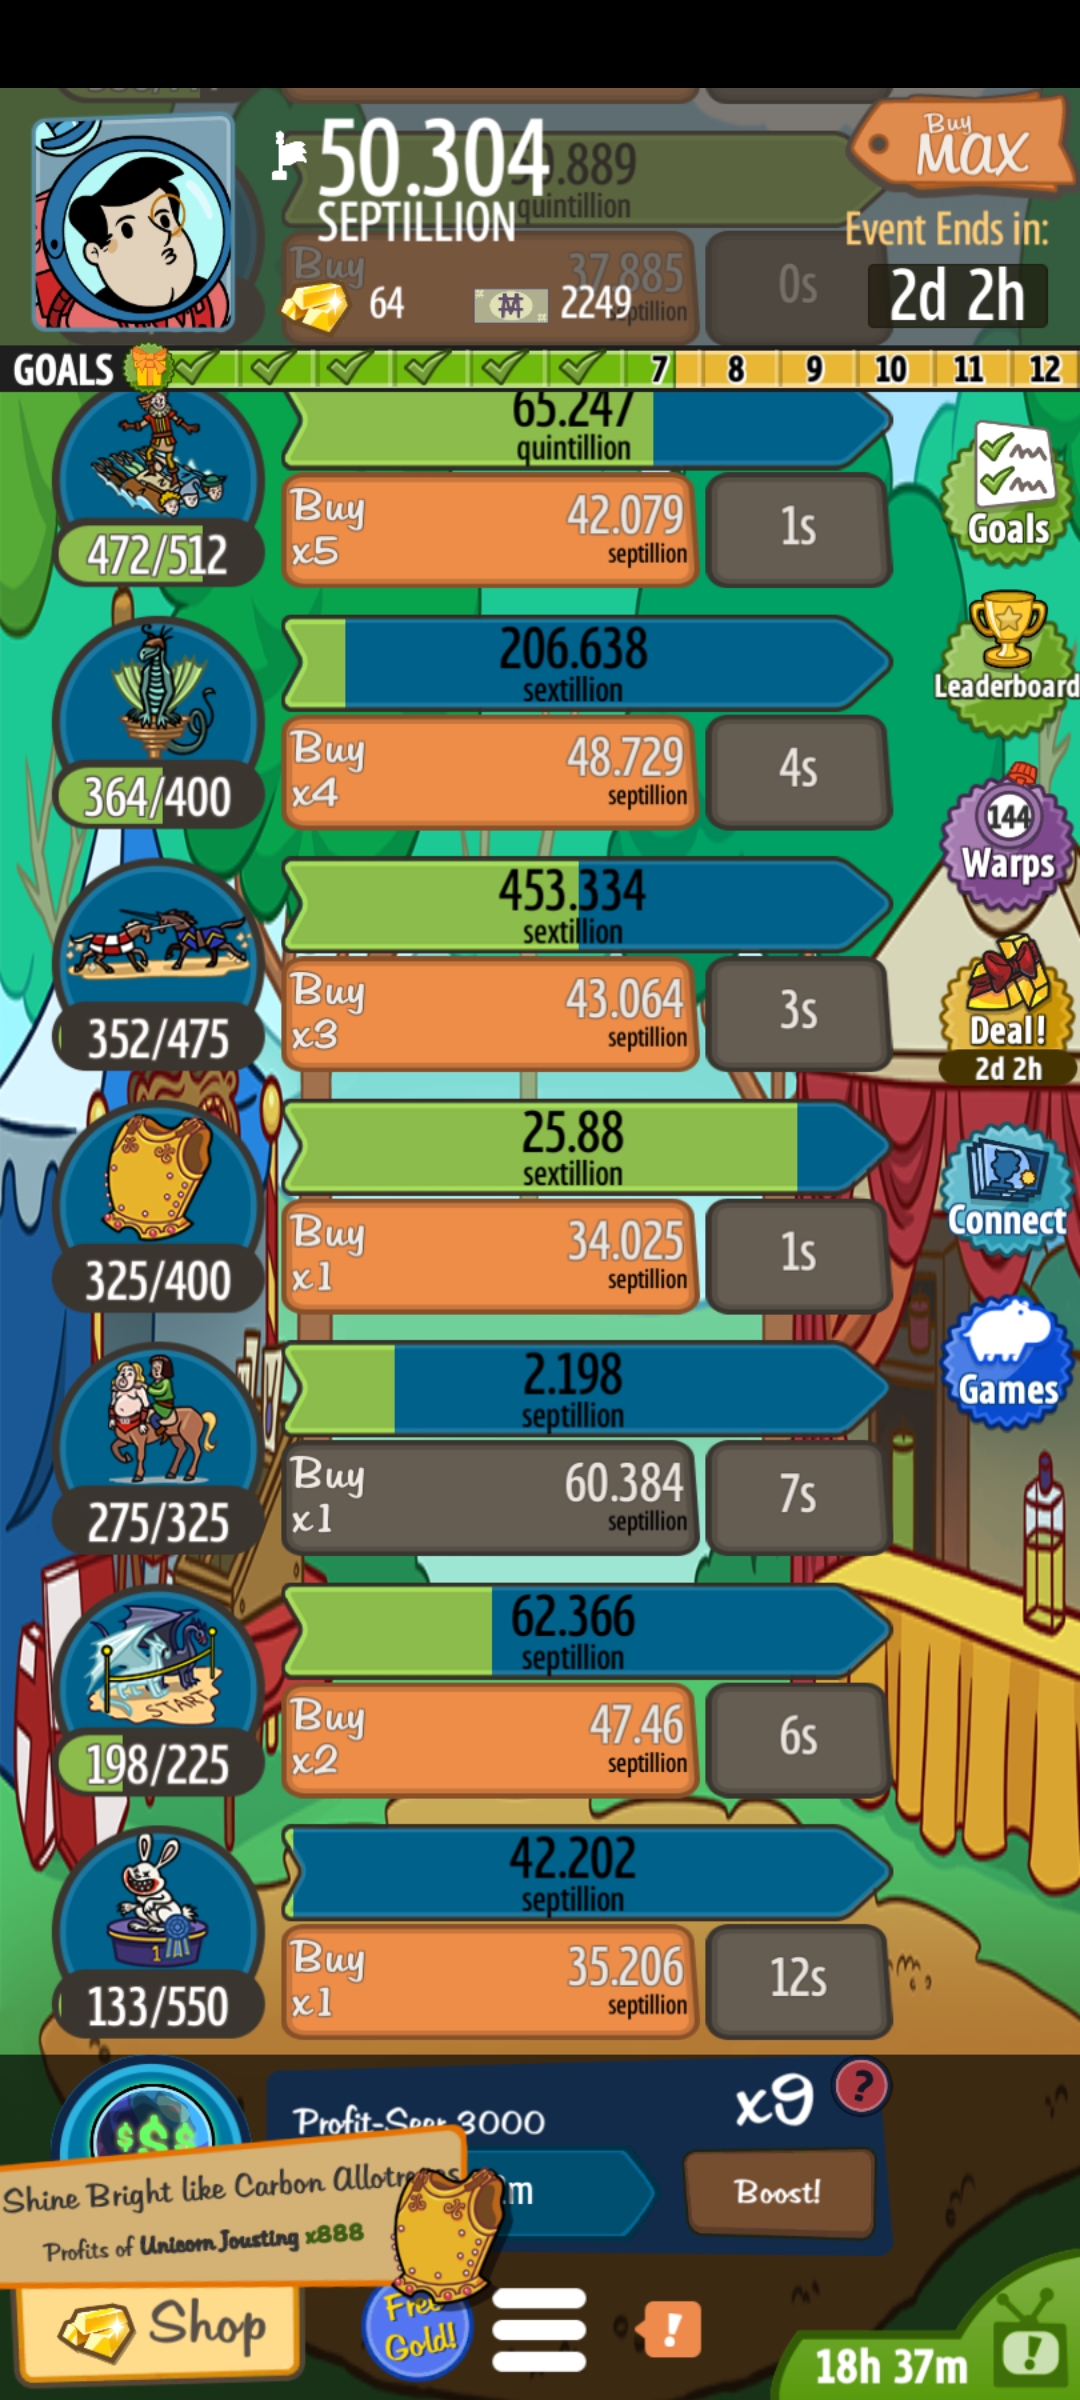 50.304
SEPTILLION
64
2249
Buy
MAX
Event Ends in:
2d 2h
.889
quintillion
Buy
37.885
septillion
0s
GOALS
7 8 9 10 11 12
65.247
quintillion
472/512
Buy
x5
42.079
septillion
1s
Goals
206.638
sextillion
364/400
Buy
x4
48.729
septillion
4s
Leaderboard
144
Warps
453.334
sextillion
352/475
Buy
x3
43.064
septillion
3s
Deal!
2d 2h
25.88
sextillion
325/400
Buy
x1
34.025
septillion
1s
Connect
2.198
septillion
275/325
Buy
x1
60.384
septillion
7s
Games
62.366
septillion
START
198/225
Buy
x2
47.46
septillion
6s
42.202
septillion
1
133/550
Buy
x1
35.206
septillion
12s
$$$
Profit-Seer 3000
x9
?
m
Boost!
Shine Bright like Carbon Allotropes
Profits of Unicorn Jousting x888
Shop
Free
Gold!
!
18h 37m
!